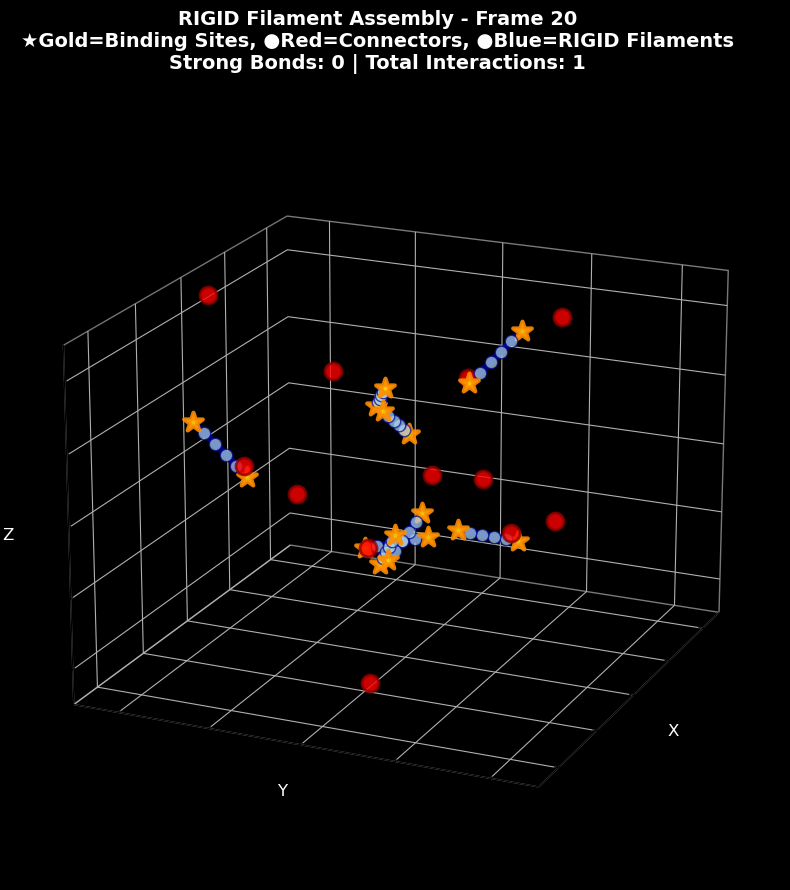 RIGID Filament Assembly - Frame 20
★Gold=Binding Sites, ●Red=Connectors, ●Blue=RIGID Filaments
Strong Bonds: 0 | Total Interactions: 1
Z
X
Y